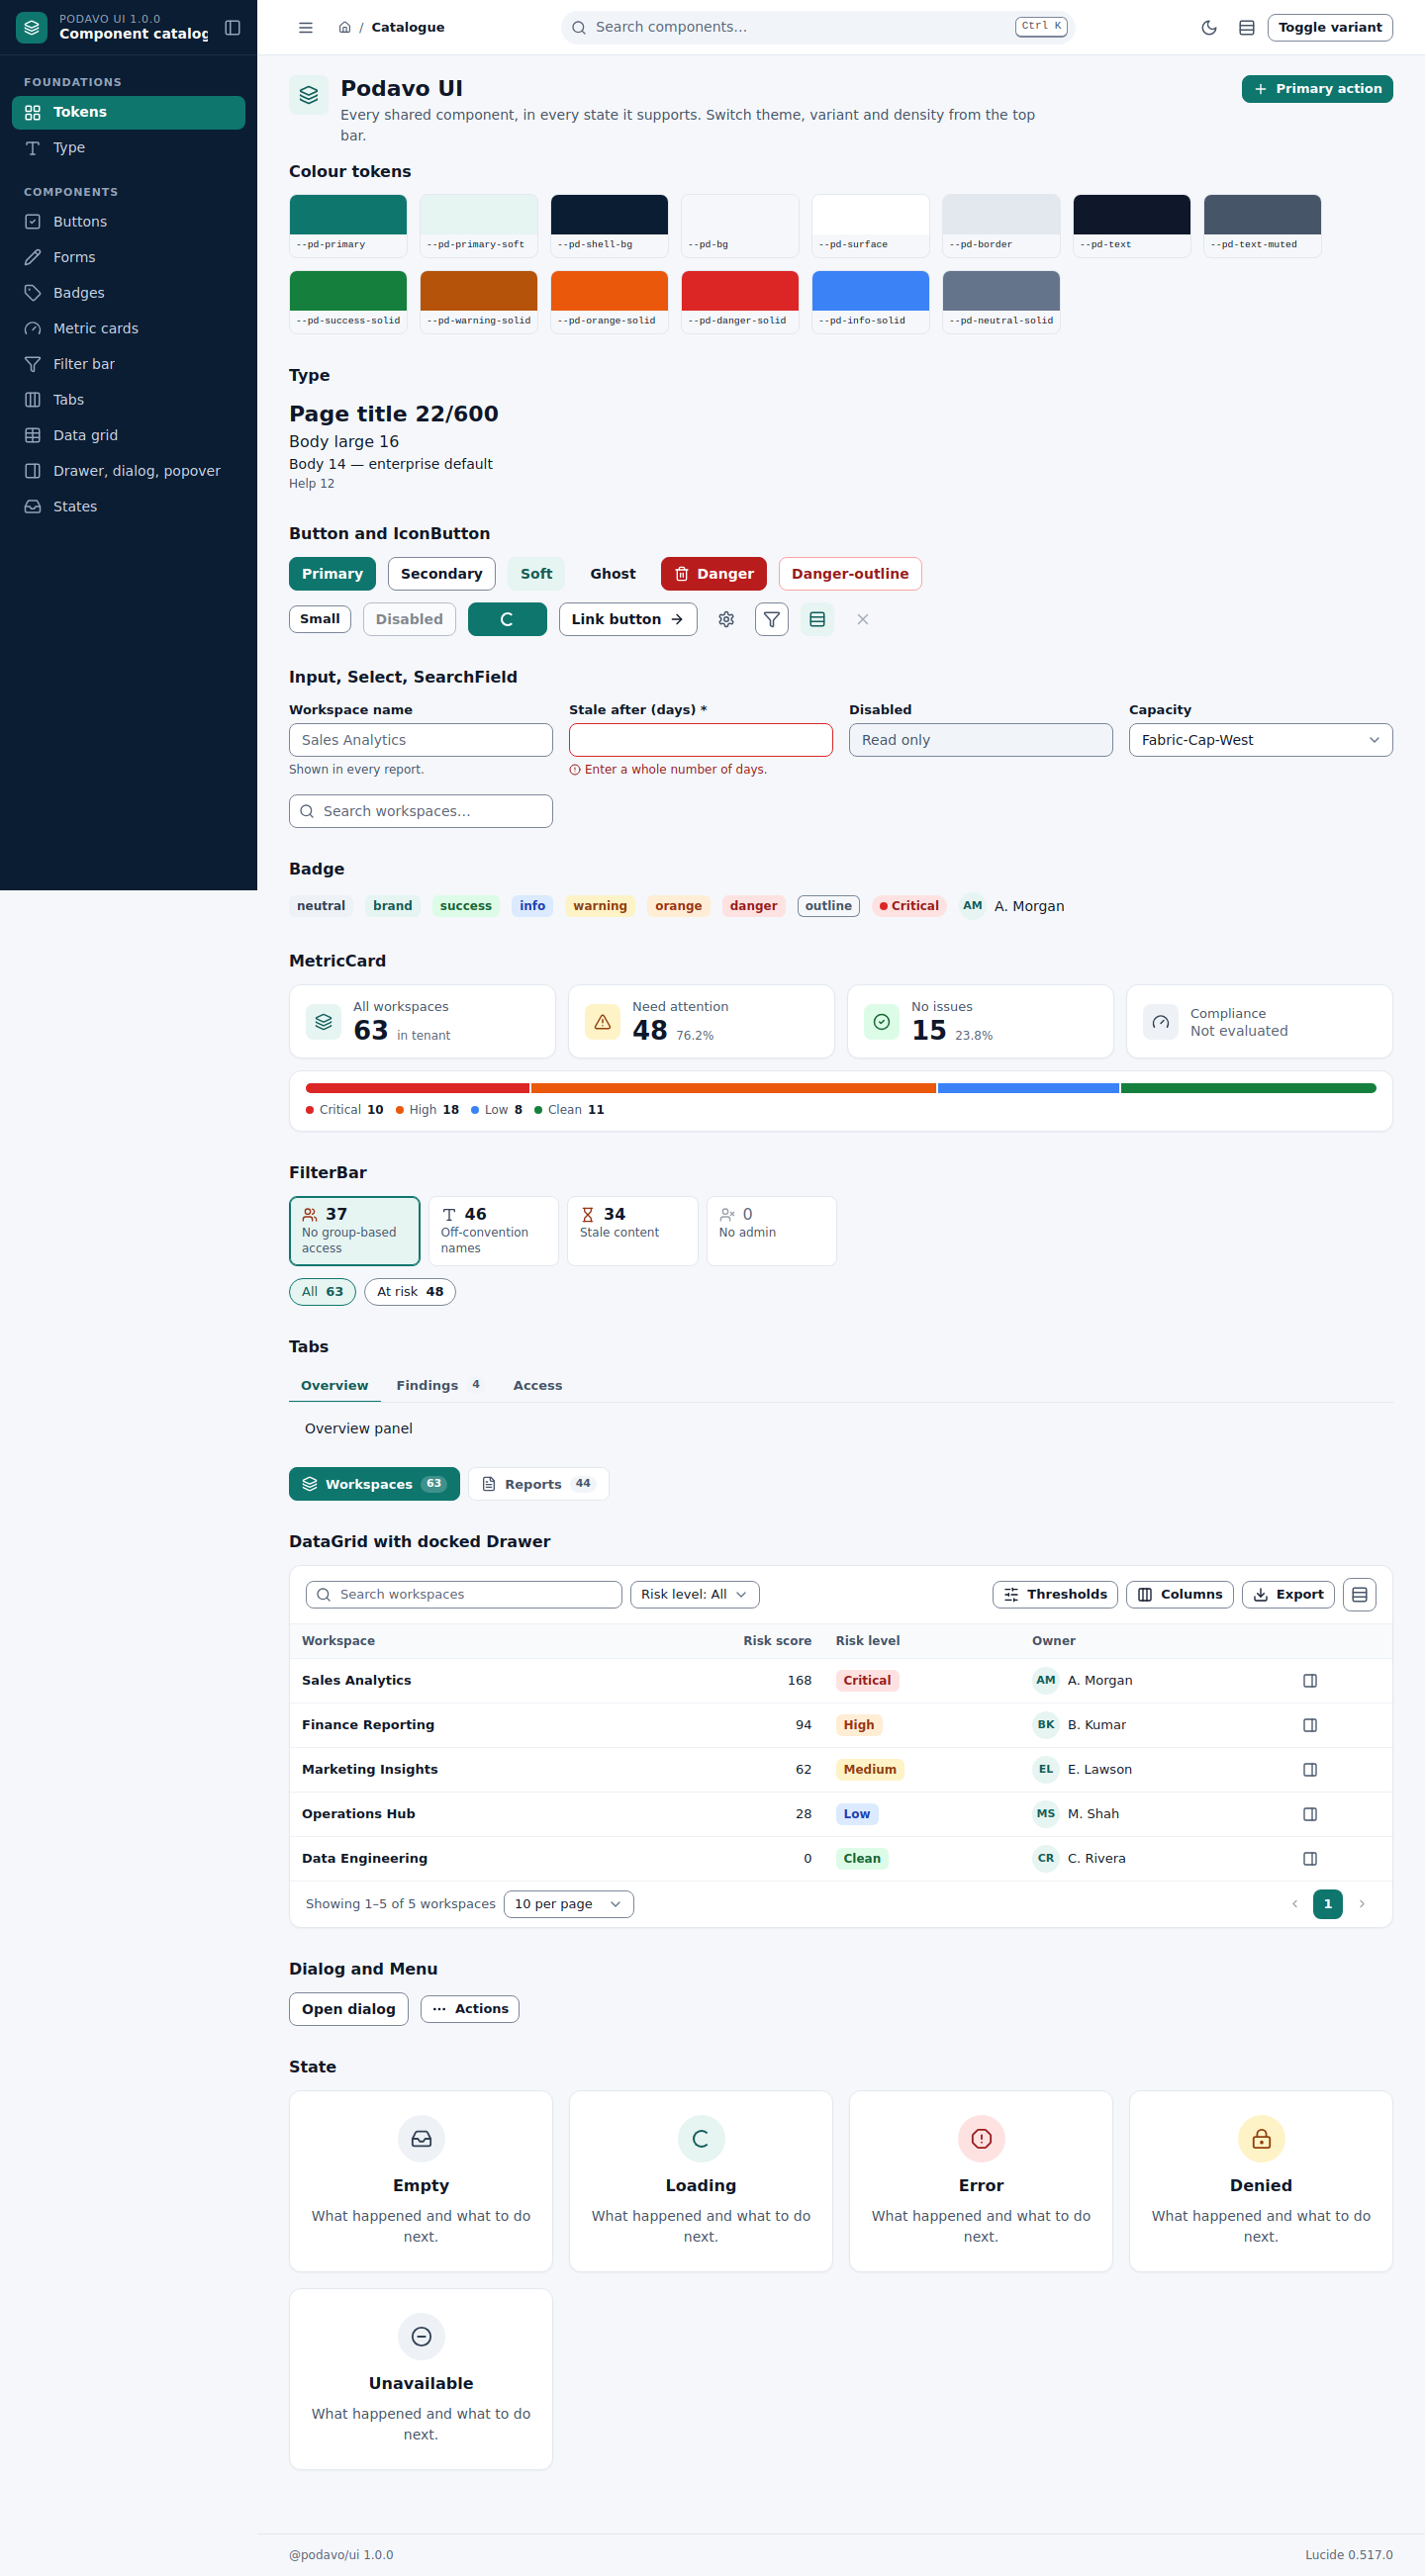 PODAVO UI 1.0.0
Component catalog
/ Catalogue
Search components...
Ctrl K
Toggle variant
FOUNDATIONS
Tokens
Type
COMPONENTS
Buttons
Forms
Badges
Metric cards
Filter bar
Tabs
Data grid
Drawer, dialog, popover
States
Podavo UI
Every shared component, in every state it supports. Switch theme, variant and density from the top
bar.
Primary action
Colour tokens
--pd-primary
--pd-primary-soft
--pd-shell-bg
--pd-bg
--pd-surface
--pd-border
--pd-text
--pd-text-muted
--pd-success-solid
--pd-warning-solid
--pd-orange-solid
--pd-danger-solid
--pd-info-solid
--pd-neutral-solid
Type
Page title 22/600
Body large 16
Body 14 — enterprise default
Help 12
Button and IconButton
Primary
Secondary
Soft
Ghost
Danger
Danger-outline
Small
Disabled
Link button
Input, Select, SearchField
Workspace name
Stale after (days) *
Disabled
Capacity
Sales Analytics
Read only
Fabric-Cap-West
Shown in every report.
Enter a whole number of days.
Search workspaces...
Badge
neutral
brand
success
info
warning
orange
danger
outline
Critical
AM
A. Morgan
MetricCard
All workspaces
63 in tenant
Need attention
48 76.2%
No issues
15 23.8%
Compliance
Not evaluated
Critical 10
High 18
Low 8
Clean 11
FilterBar
37
No group-based
access
46
Off-convention
names
34
Stale content
0
No admin
All 63
At risk 48
Tabs
Overview
Findings 4
Access
Overview panel
Workspaces 63
Reports 44
DataGrid with docked Drawer
Search workspaces
Risk level: All
Thresholds
Columns
Export
Workspace Risk score Risk level Owner
Sales Analytics 168 Critical AM A. Morgan
Finance Reporting 94 High BK B. Kumar
Marketing Insights 62 Medium EL E. Lawson
Operations Hub 28 Low MS M. Shah
Data Engineering 0 Clean CR C. Rivera
Showing 1–5 of 5 workspaces
10 per page
1
Dialog and Menu
Open dialog
Actions
State
Empty
What happened and what to do
next.
Loading
What happened and what to do
next.
Error
What happened and what to do
next.
Denied
What happened and what to do
next.
Unavailable
What happened and what to do
next.
@podavo/ui 1.0.0
Lucide 0.517.0